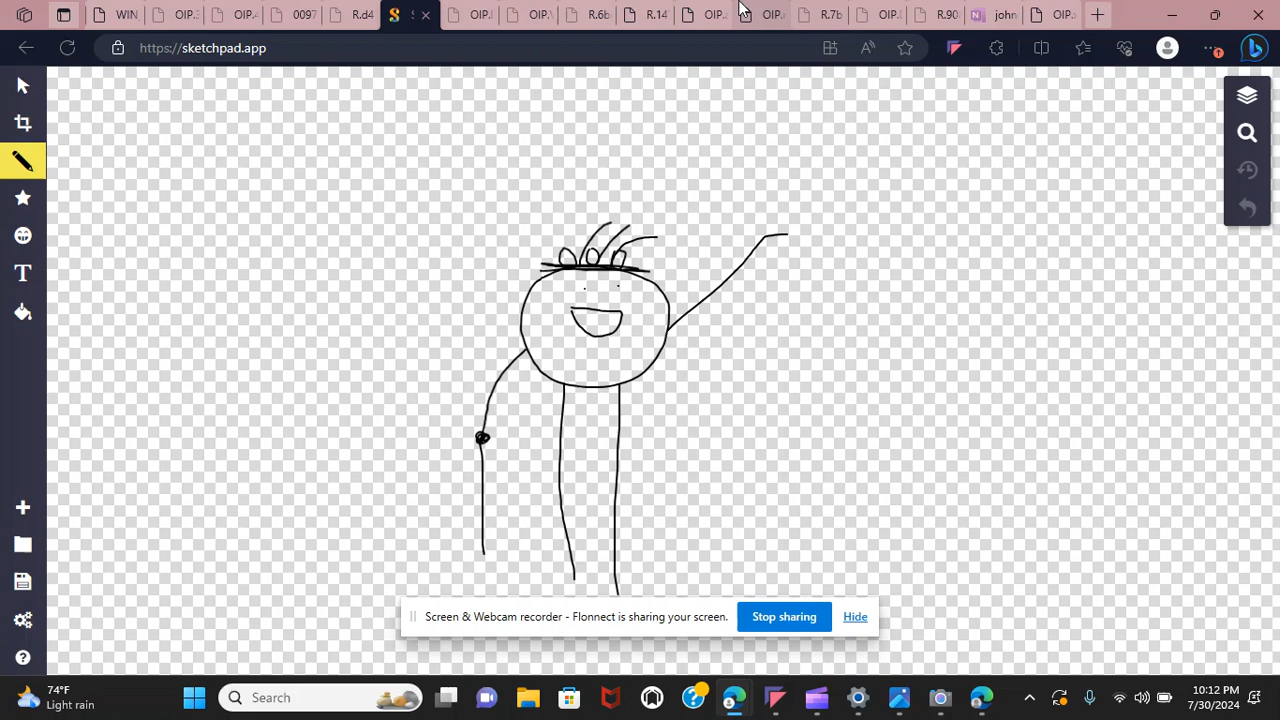 WIN OIP. OIP. 0097 R.d4 S OIP. OIP. R.6b R.14 OIP. OIP. R.7b OIP. R.90 N john OIP.
https://sketchpad.app
T
Screen & Webcam recorder - Flonnect is sharing your screen. Stop sharing Hide
74°F
Light rain
Search
10:12 PM
7/30/2024